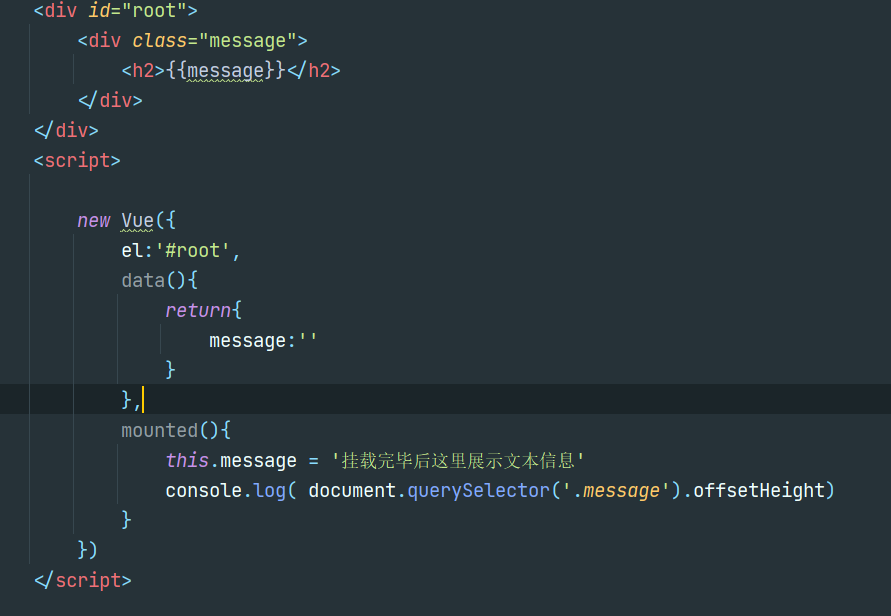 <div id="root">
<div class="message">
<h2>{{message}}</h2>
</div>
</div>
<script>
new Vue({
el:'#root',
data(){
return{
message:''
}
},
mounted(){
this.message = '挂载完毕后这里展示文本信息'
console.log( document.querySelector('.message').offsetHeight)
}
})
</script>